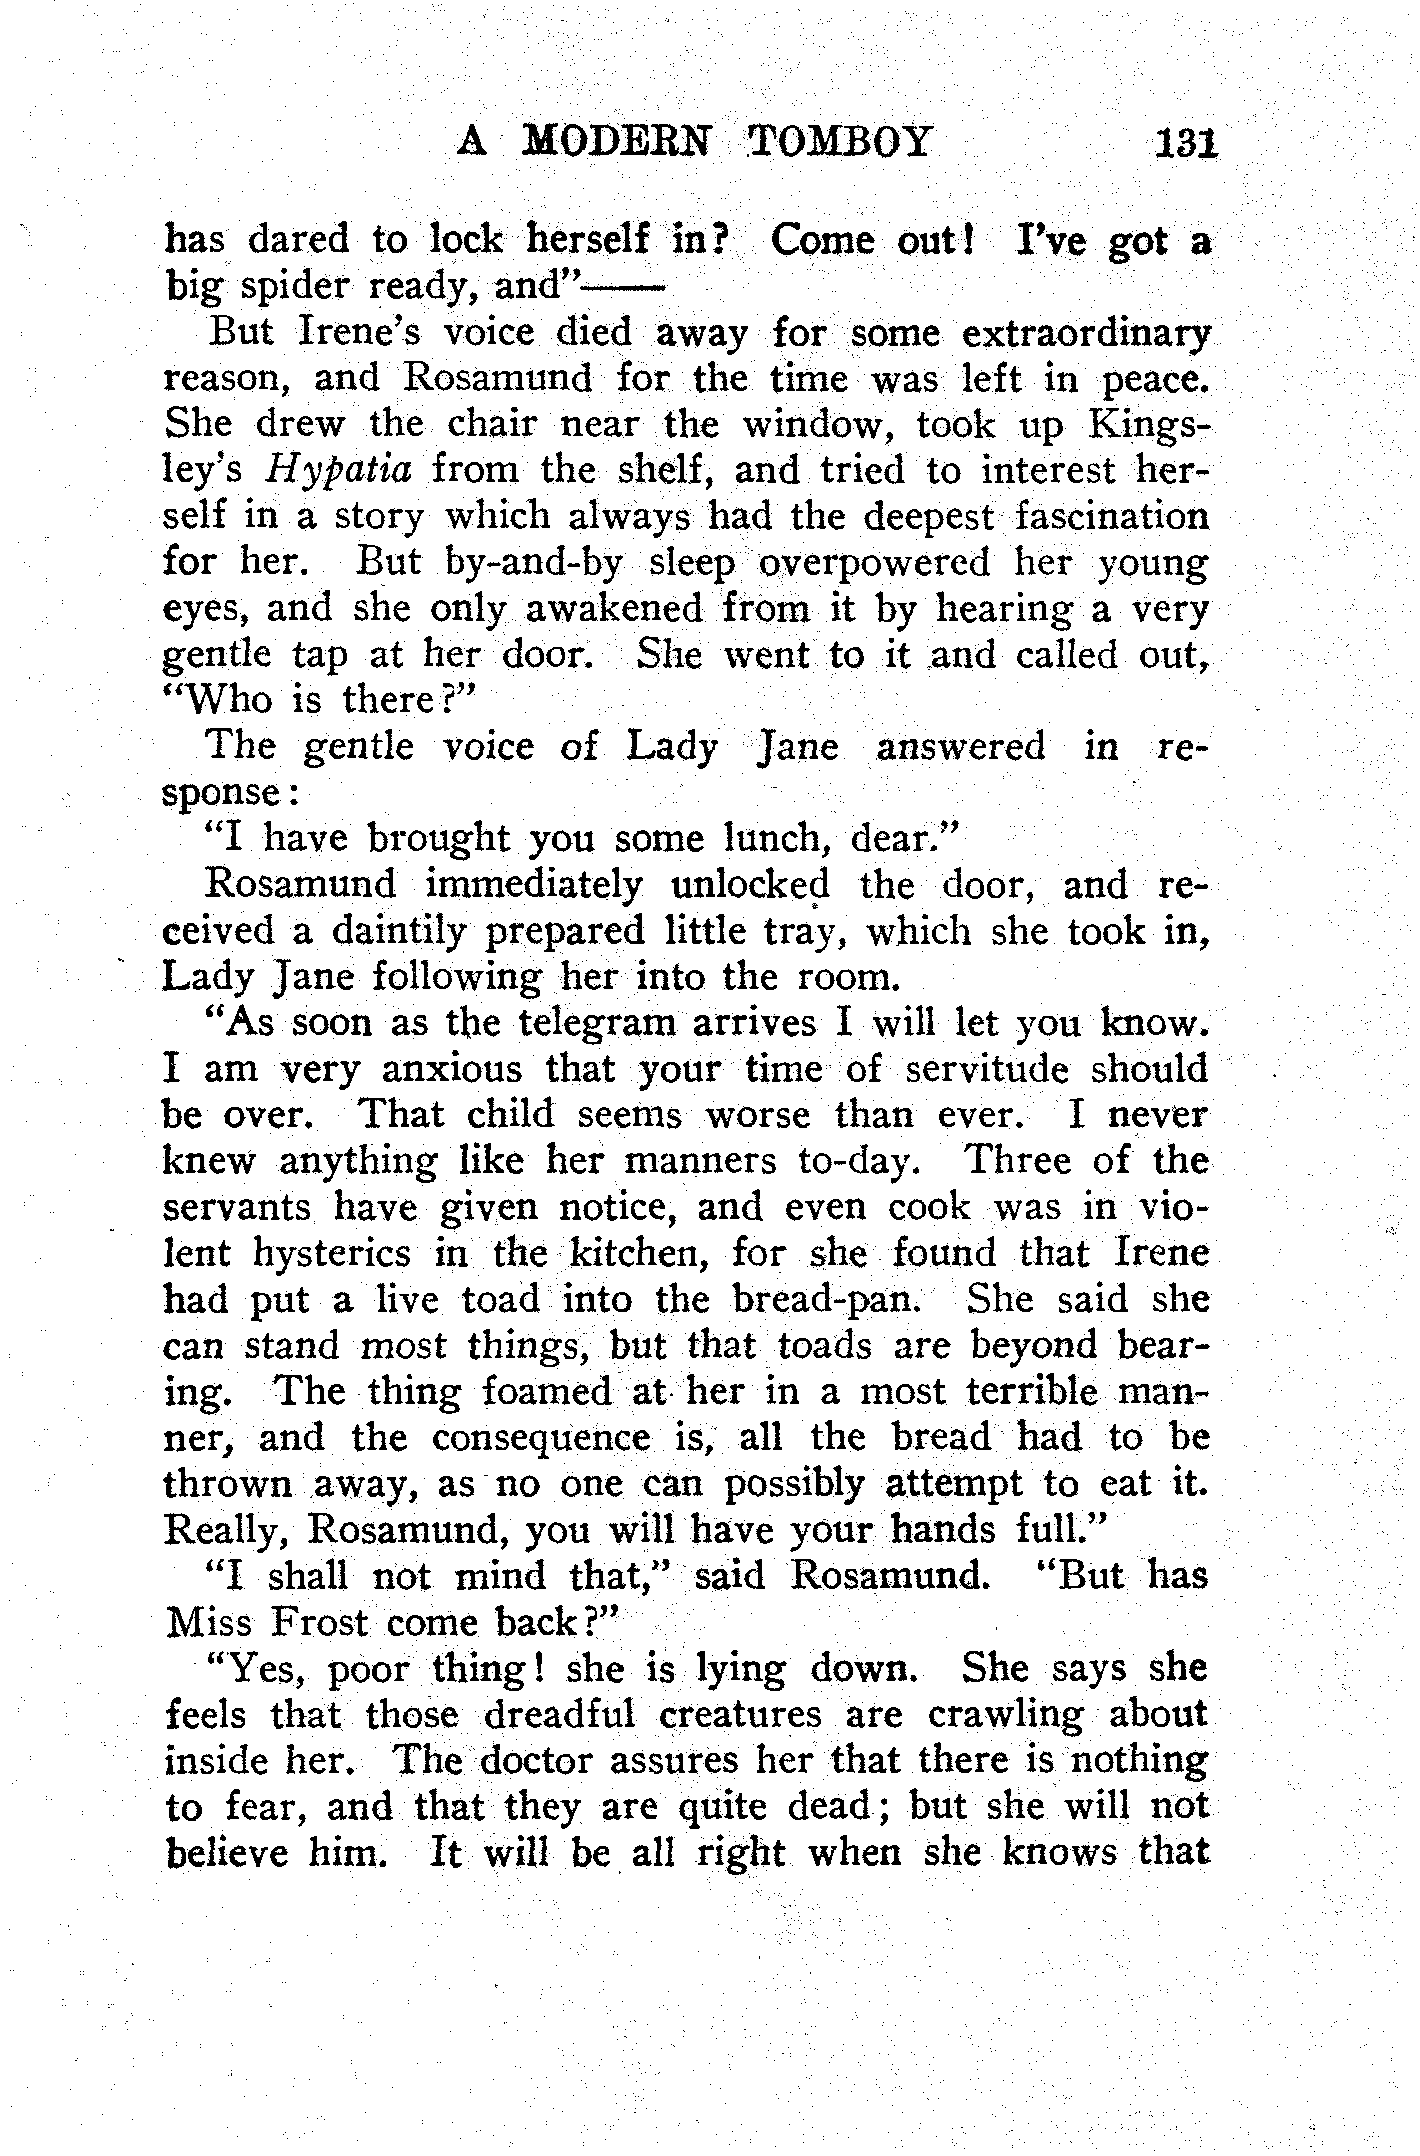 A MODERN TOMBOY 131
has dared to lock herself in? Come out! I've got a
big spider ready, and"——
But Irene's voice died away for some extraordinary
reason, and Rosamund for the time was left in peace.
She drew the chair near the window, took up Kings-
ley's Hypatia from the shelf, and tried to interest her-
self in a story which always had the deepest fascination
for her. But by-and-by sleep overpowered her young
eyes, and she only awakened from it by hearing a very
gentle tap at her door. She went to it and called out,
"Who is there?"
The gentle voice of Lady Jane answered in re-
sponse:
"I have brought you some lunch, dear."
Rosamund immediately unlocked the door, and re-
ceived a daintily prepared little tray, which she took in,
Lady Jane following her into the room.
"As soon as the telegram arrives I will let you know.
I am very anxious that your time of servitude should
be over. That child seems worse than ever. I never
knew anything like her manners to-day. Three of the
servants have given notice, and even cook was in vio-
lent hysterics in the kitchen, for she found that Irene
had put a live toad into the bread-pan. She said she
can stand most things, but that toads are beyond bear-
ing. The thing foamed at her in a most terrible man-
ner, and the consequence is, all the bread had to be
thrown away, as no one can possibly attempt to eat it.
Really, Rosamund, you will have your hands full."
"I shall not mind that," said Rosamund. "But has
Miss Frost come back?"
"Yes, poor thing! she is lying down. She says she
feels that those dreadful creatures are crawling about
inside her. The doctor assures her that there is nothing
to fear, and that they are quite dead; but she will not
believe him. It will be all right when she knows that